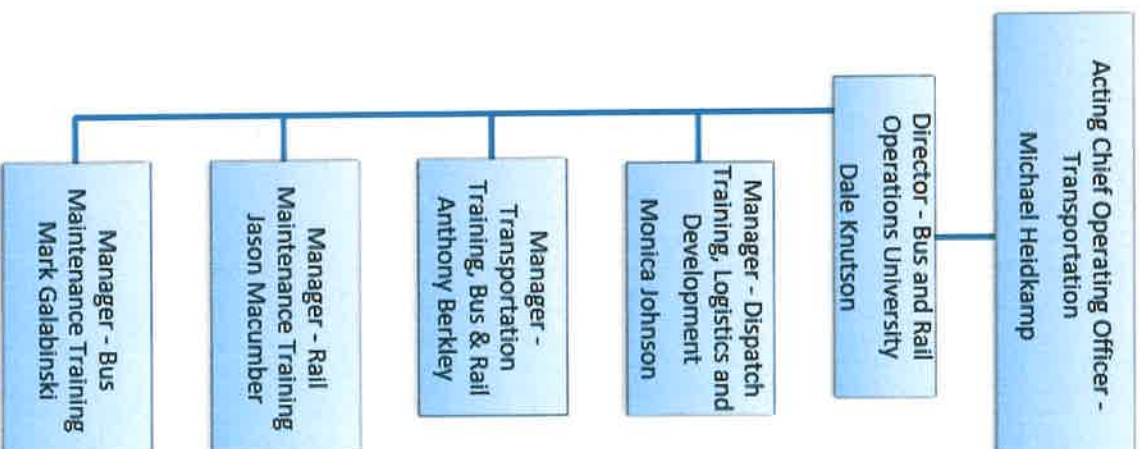 Acting Chief Operating Officer -
Transportation
Michael Heidkamp
Director - Bus and Rail
Operations University
Dale Knutson
Manager - Dispatch
Training, Logistics and
Development
Monica Johnson
Manager -
Transportation
Training, Bus & Rail
Anthony Berkley
Manager - Rail
Maintenance Training
Jason Macumber
Manager - Bus
Maintenance Training
Mark Galabinski